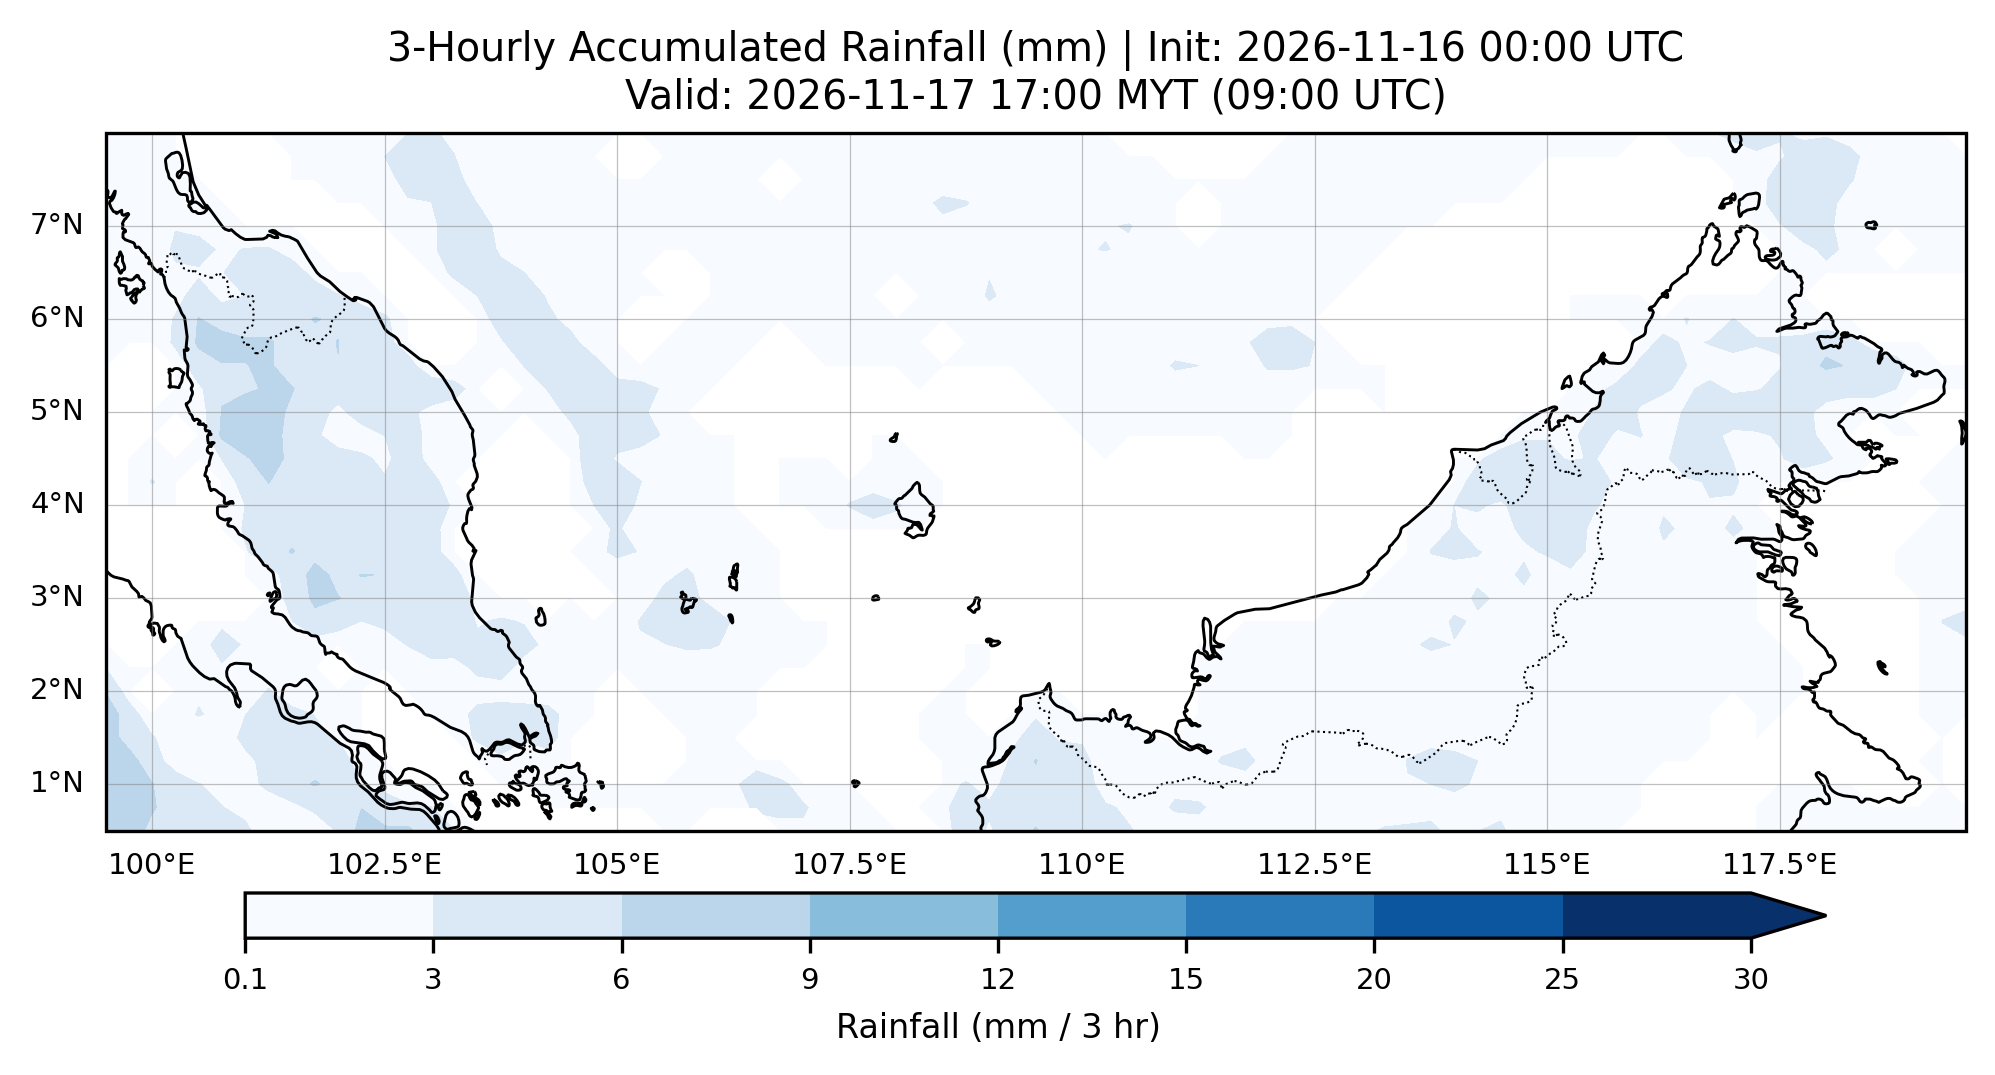 3-Hourly Accumulated Rainfall (mm) | Init: 2026-11-16 00:00 UTC
Valid: 2026-11-17 17:00 MYT (09:00 UTC)
7°N
6°N
5°N
4°N
3°N
2°N
1°N
100°E 102.5°E 105°E 107.5°E 110°E 112.5°E 115°E 117.5°E
0.1 3 6 9 12 15 20 25 30
Rainfall (mm / 3 hr)